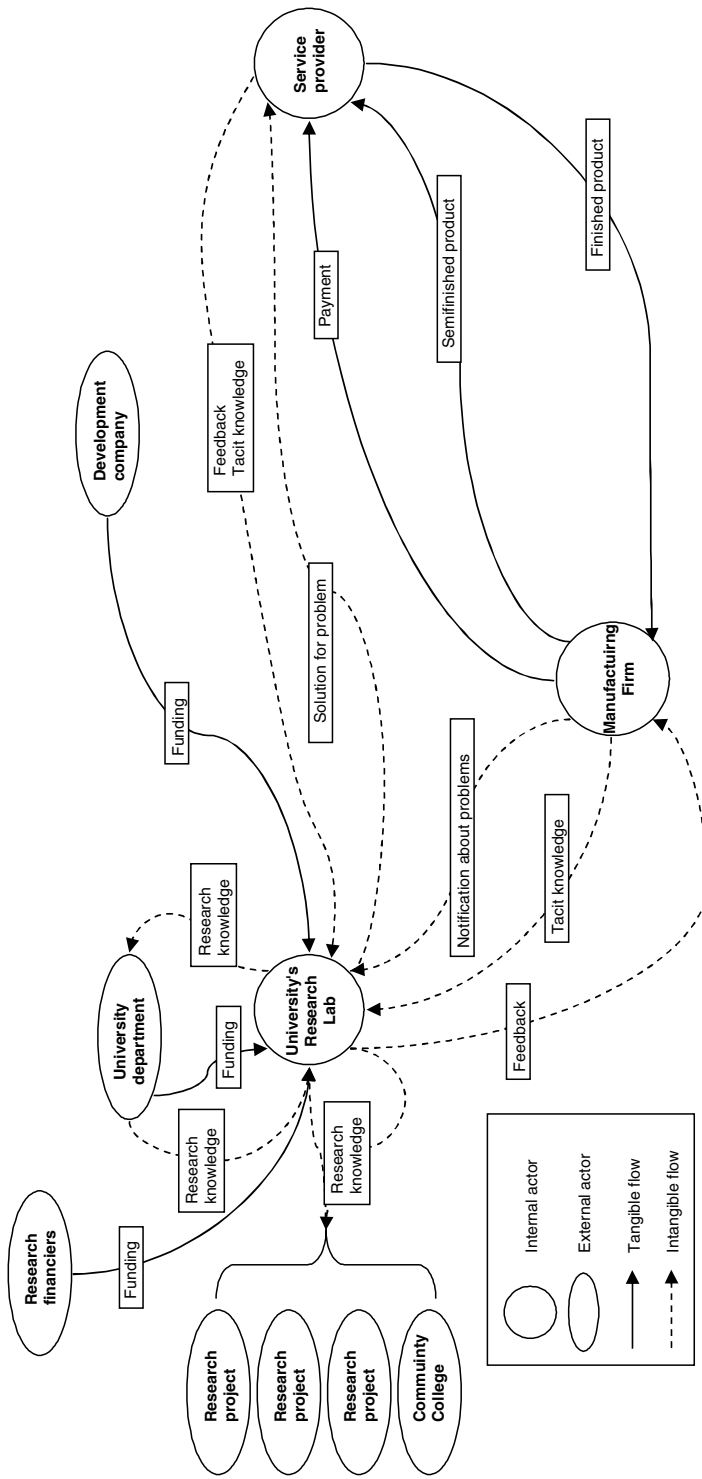 Research
financiers
University
department
Development
company
Funding
Funding
Research
knowledge
Funding
Research
knowledge
Feedback
Tacit knowledge
Research
project
Research
project
Research
project
Commuinty
College
Research
knowledge
University's
Research
Lab
Solution for problem
Payment
Service
provider
Notification about problems
Semifinished product
Feedback
Tacit knowledge
Manufactuirng
Firm
Finished product
Internal actor
External actor
Tangible flow
Intangible flow